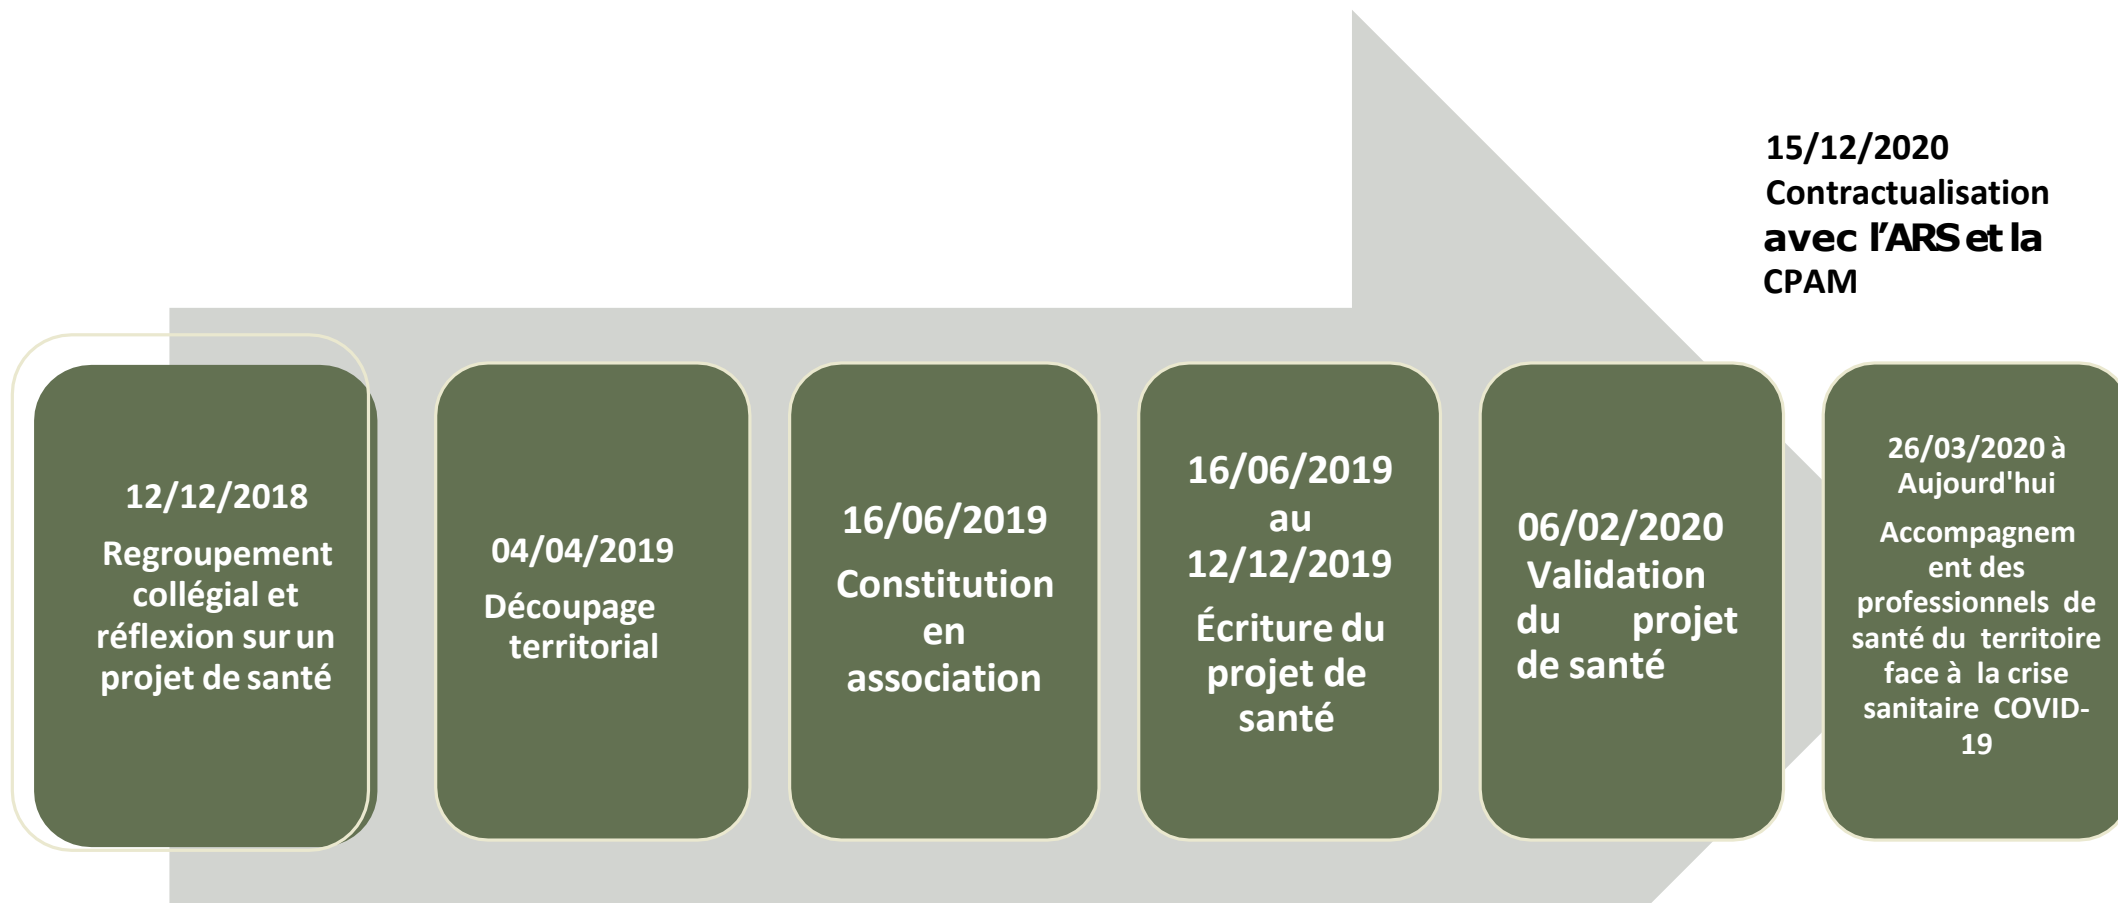 15/12/2020
Contractualisation
avec l'ARS et la
CPAM
12/12/2018
Regroupement
collégial et
réflexion sur un
projet de santé
04/04/2019
Découpage
territorial
16/06/2019
Constitution
en
association
16/06/2019
au
12/12/2019
Écriture du
projet de
santé
06/02/2020
Validation
du projet
de santé
26/03/2020 à
Aujourd'hui
Accompagnem
ent des
professionnels de
santé du territoire
face à la crise
sanitaire COVID-
19